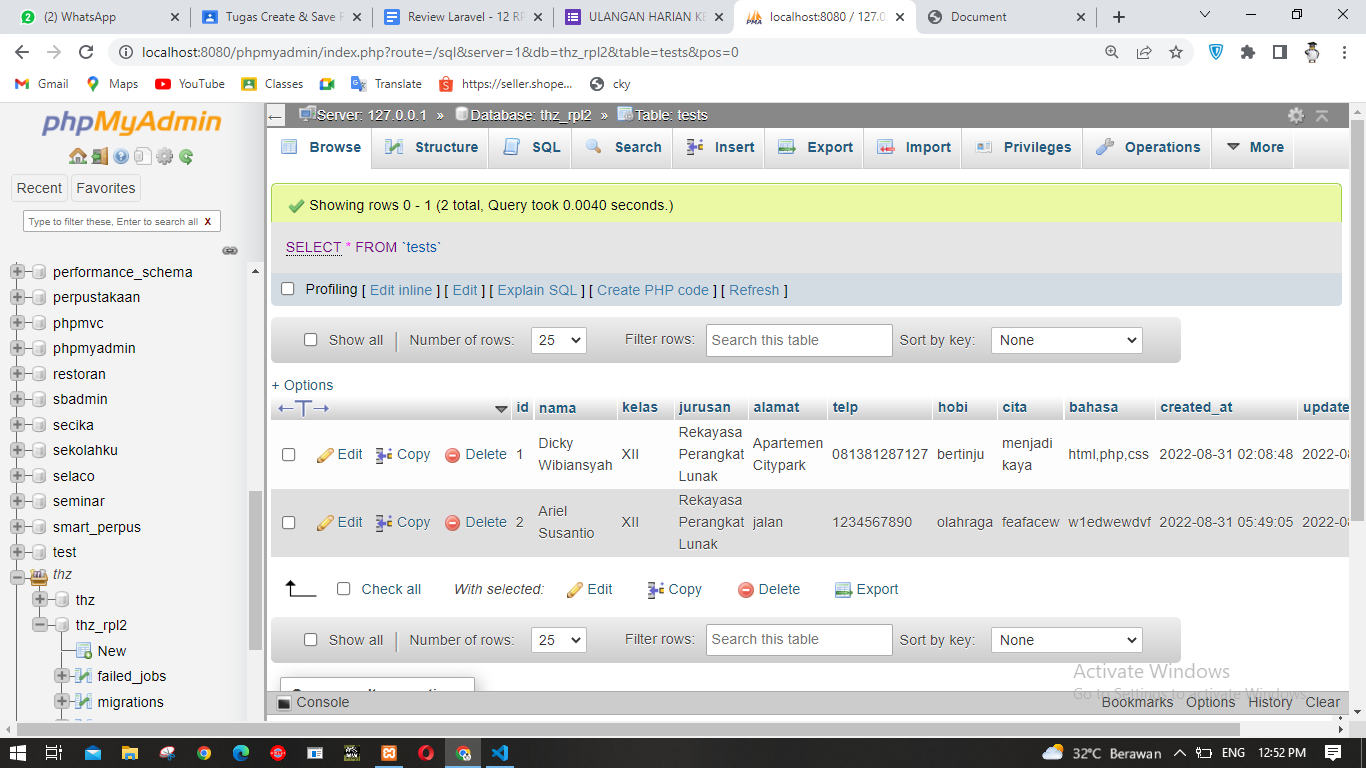 (2) WhatsApp
Tugas Create & Save F
Review Laravel - 12 RP
ULANGAN HARIAN KE
localhost:8080 / 127.0
Document
localhost:8080/phpmyadmin/index.php?route=/sql&server=1&db=thz_rpl2&table=tests&pos=0
Gmail
Maps
YouTube
Classes
Translate
https://seller.shope...
cky
phpMyAdmin
Recent
Favorites
Type to filter these, Enter to search all X
performance_schema
perpustakaan
phpmvc
phpmyadmin
restoran
sbadmin
secika
sekolahku
selaco
seminar
smart_perpus
test
thz
thz
thz_rpl2
New
failed_jobs
migrations
Server: 127.0.0.1 » Database: thz_rpl2 » Table: tests
Browse
Structure
SQL
Search
Insert
Export
Import
Privileges
Operations
More
Showing rows 0 - 1 (2 total, Query took 0.0040 seconds.)
SELECT * FROM `tests`
Profiling [ Edit inline ] [ Edit ] [ Explain SQL ] [ Create PHP code ] [ Refresh ]
Show all
Number of rows:
25
Filter rows:
Search this table
Sort by key:
None
+ Options
id nama kelas jurusan alamat telp hobi cita bahasa created_at update
Edit Copy Delete 1 Dicky Wibiansyah XII Rekayasa Perangkat Lunak Apartemen Citypark 081381287127 bertinju menjadi kaya html,php,css 2022-08-31 02:08:48 2022-08
Edit Copy Delete 2 Ariel Susantio XII Rekayasa Perangkat Lunak jalan 1234567890 olahraga feafacew w1edwewdvf 2022-08-31 05:49:05 2022-08
Check all
With selected:
Edit
Copy
Delete
Export
Show all
Number of rows:
25
Filter rows:
Search this table
Sort by key:
None
Activate Windows
Go to Settings to activate Windows.
Console
Bookmarks
Options
History
Clear
32°C Berawan
ENG
12:52 PM